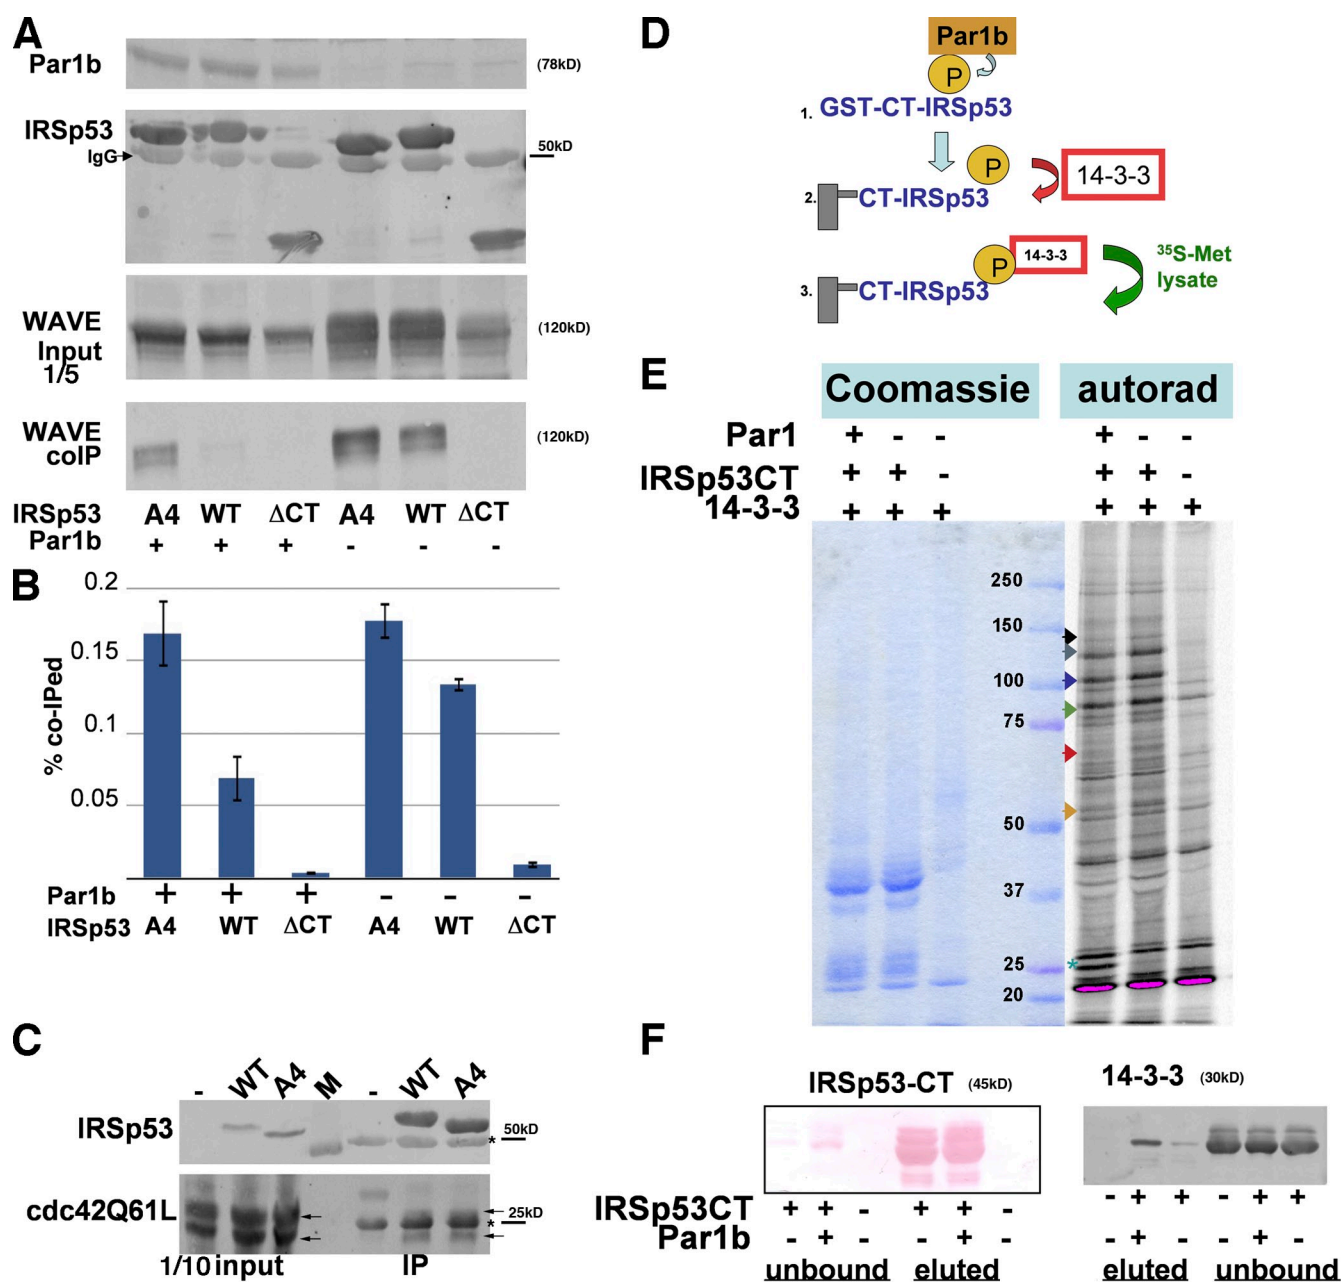 A
Par1b
(78kD)
IRSp53
IgG
50kD
WAVE
Input
1/5
(120kD)
WAVE
coIP
(120kD)
IRSp53 A4 WT ΔCT A4 WT ΔCT
Par1b + + + - - -
B
% co-IPed
0.2
0.15
0.1
0.05
Par1b + + + - - -
IRSp53 A4 WT ΔCT A4 WT ΔCT
C
- WT A4 M - WT A4
IRSp53
* 50kD
cdc42Q61L
25kD
*
1/10 input IP
D
Par1b
P
1. GST-CT-IRSp53
P
14-3-3
2. CT-IRSp53
P
14-3-3
35S-Met
lysate
3. CT-IRSp53
E
Coomassie autorad
Par1 + - - + - -
IRSp53CT + + - + + -
14-3-3 + + + + + +
250
150
100
75
50
37
25
*
20
F
IRSp53-CT (45kD)
14-3-3 (30kD)
IRSp53CT + + - + + - - + + - + +
Par1b - + - - + - - + - - + -
unbound eluted eluted unbound